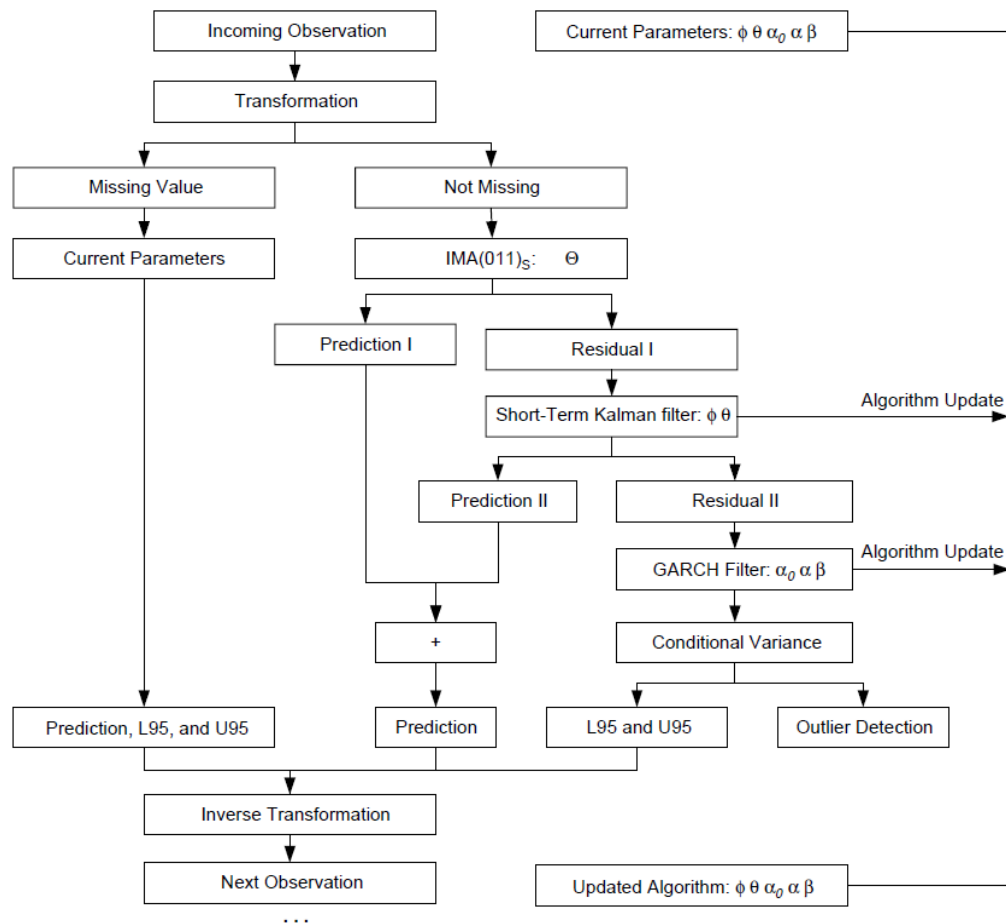 Incoming Observation
Current Parameters: ϕ θ α₀ α β
Transformation
Missing Value
Not Missing
Current Parameters
IMA(011)S: Θ
Prediction I
Residual I
Algorithm Update
Short-Term Kalman filter: ϕ θ
Prediction II
Residual II
Algorithm Update
GARCH Filter: α₀ α β
+
Conditional Variance
Prediction, L95, and U95
Prediction
L95 and U95
Outlier Detection
Inverse Transformation
Next Observation
Updated Algorithm: ϕ θ α₀ α β
...